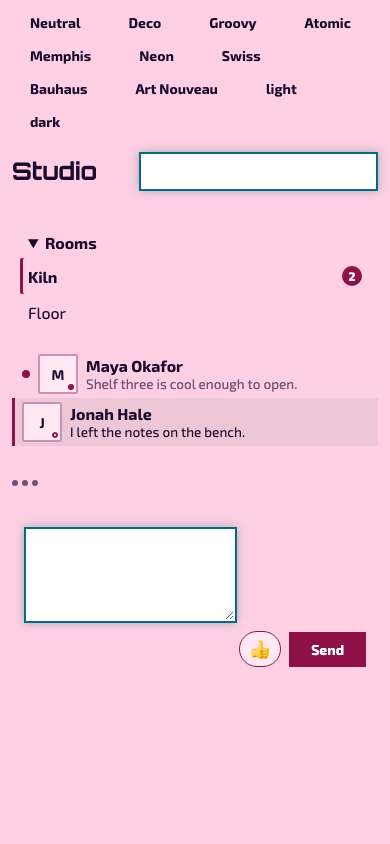 Neutral Deco Groovy Atomic
Memphis Neon Swiss
Bauhaus Art Nouveau light
dark
Studio
Rooms
Kiln 2
Floor
M Maya Okafor
Shelf three is cool enough to open.
J Jonah Hale
I left the notes on the bench.
Send